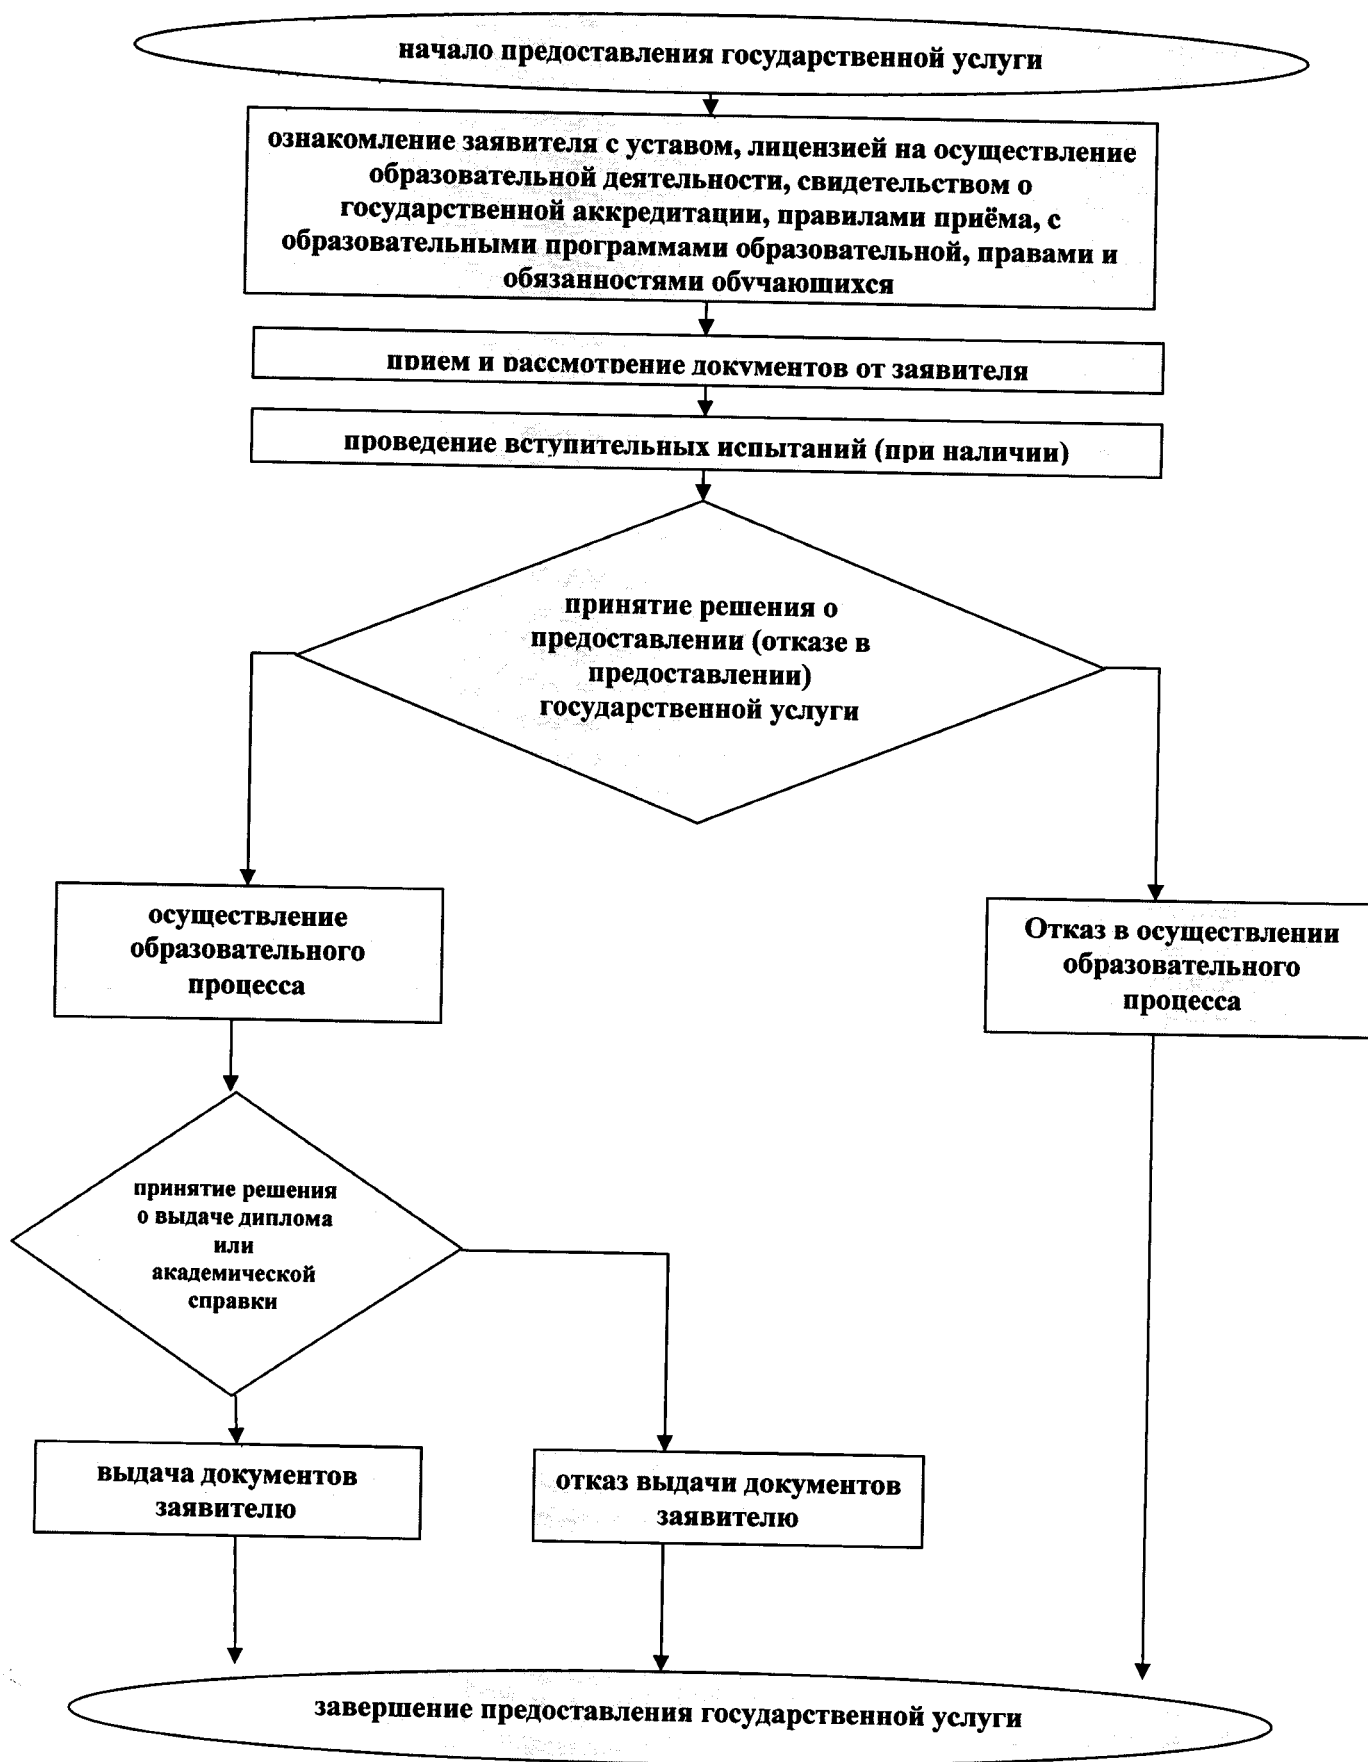 начало предоставления государственной услуги
ознакомление заявителя с уставом, лицензией на осуществление
образовательной деятельности, свидетельством о
государственной аккредитации, правилами приёма, с
образовательными программами образовательной, правами и
обязанностями обучающихся
прием и рассмотрение документов от заявителя
проведение вступительных испытаний (при наличии)
принятие решения о
предоставлении (отказе в
предоставлении)
государственной услуги
осуществление
образовательного
процесса
Отказ в осуществлении
образовательного
процесса
принятие решения
о выдаче диплома
или
академической
справки
выдача документов
заявителю
отказ выдачи документов
заявителю
завершение предоставления государственной услуги